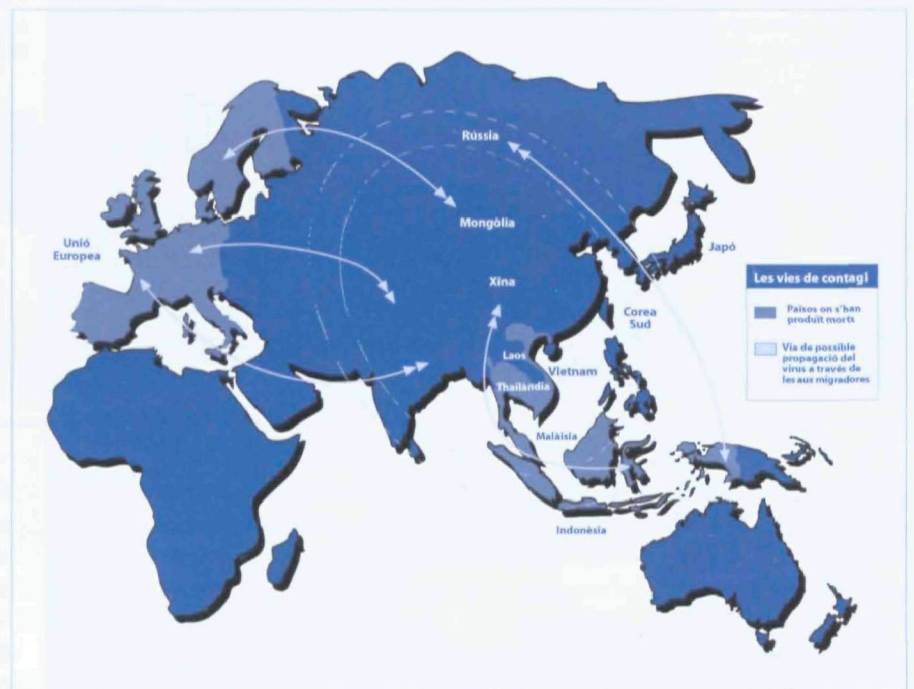 Rússia
Mongòlia
Unió
Europea
Japó
Xina
Les vies de contagi
Països on s'han
produït morts
Corea
Sud
Via de possible
propagació del
virus a través de
les aus migradores
Laos
Vietnam
Thailàndia
Malàisia
Indonèsia